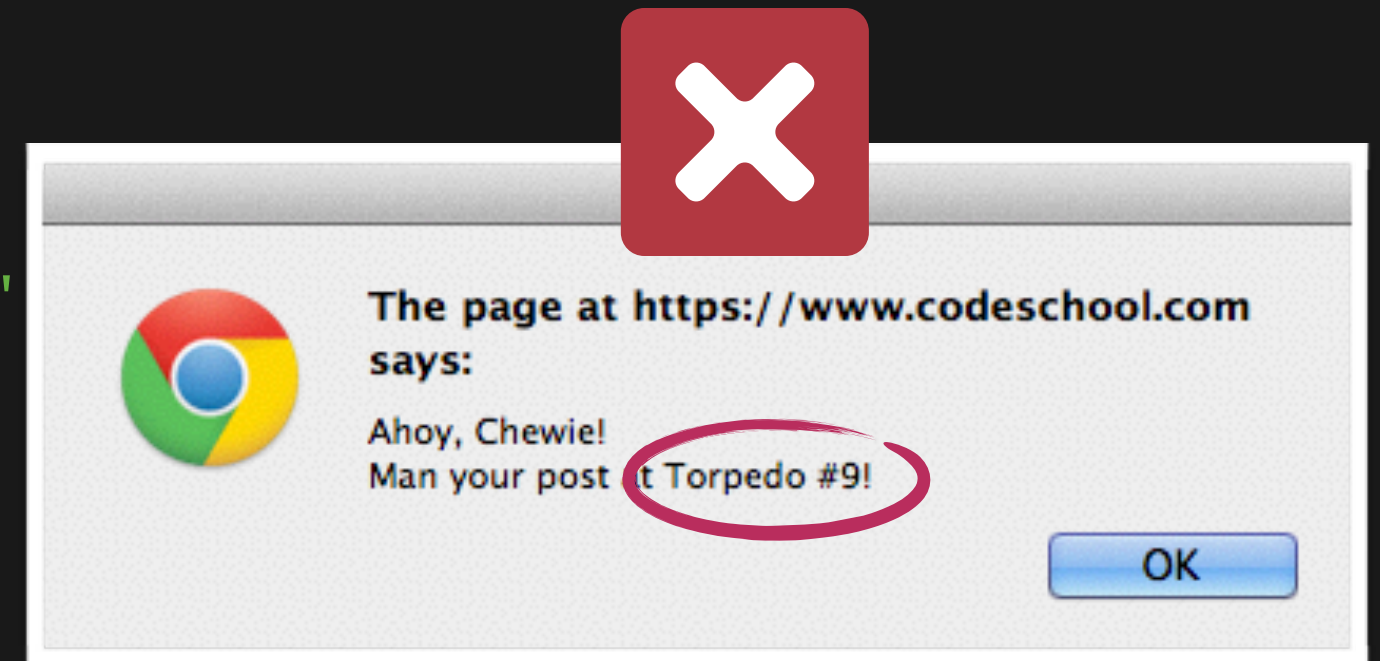 The page at https://www.codeschool.com
says:
Ahoy, Chewie!
Man your post at Torpedo #9!
OK